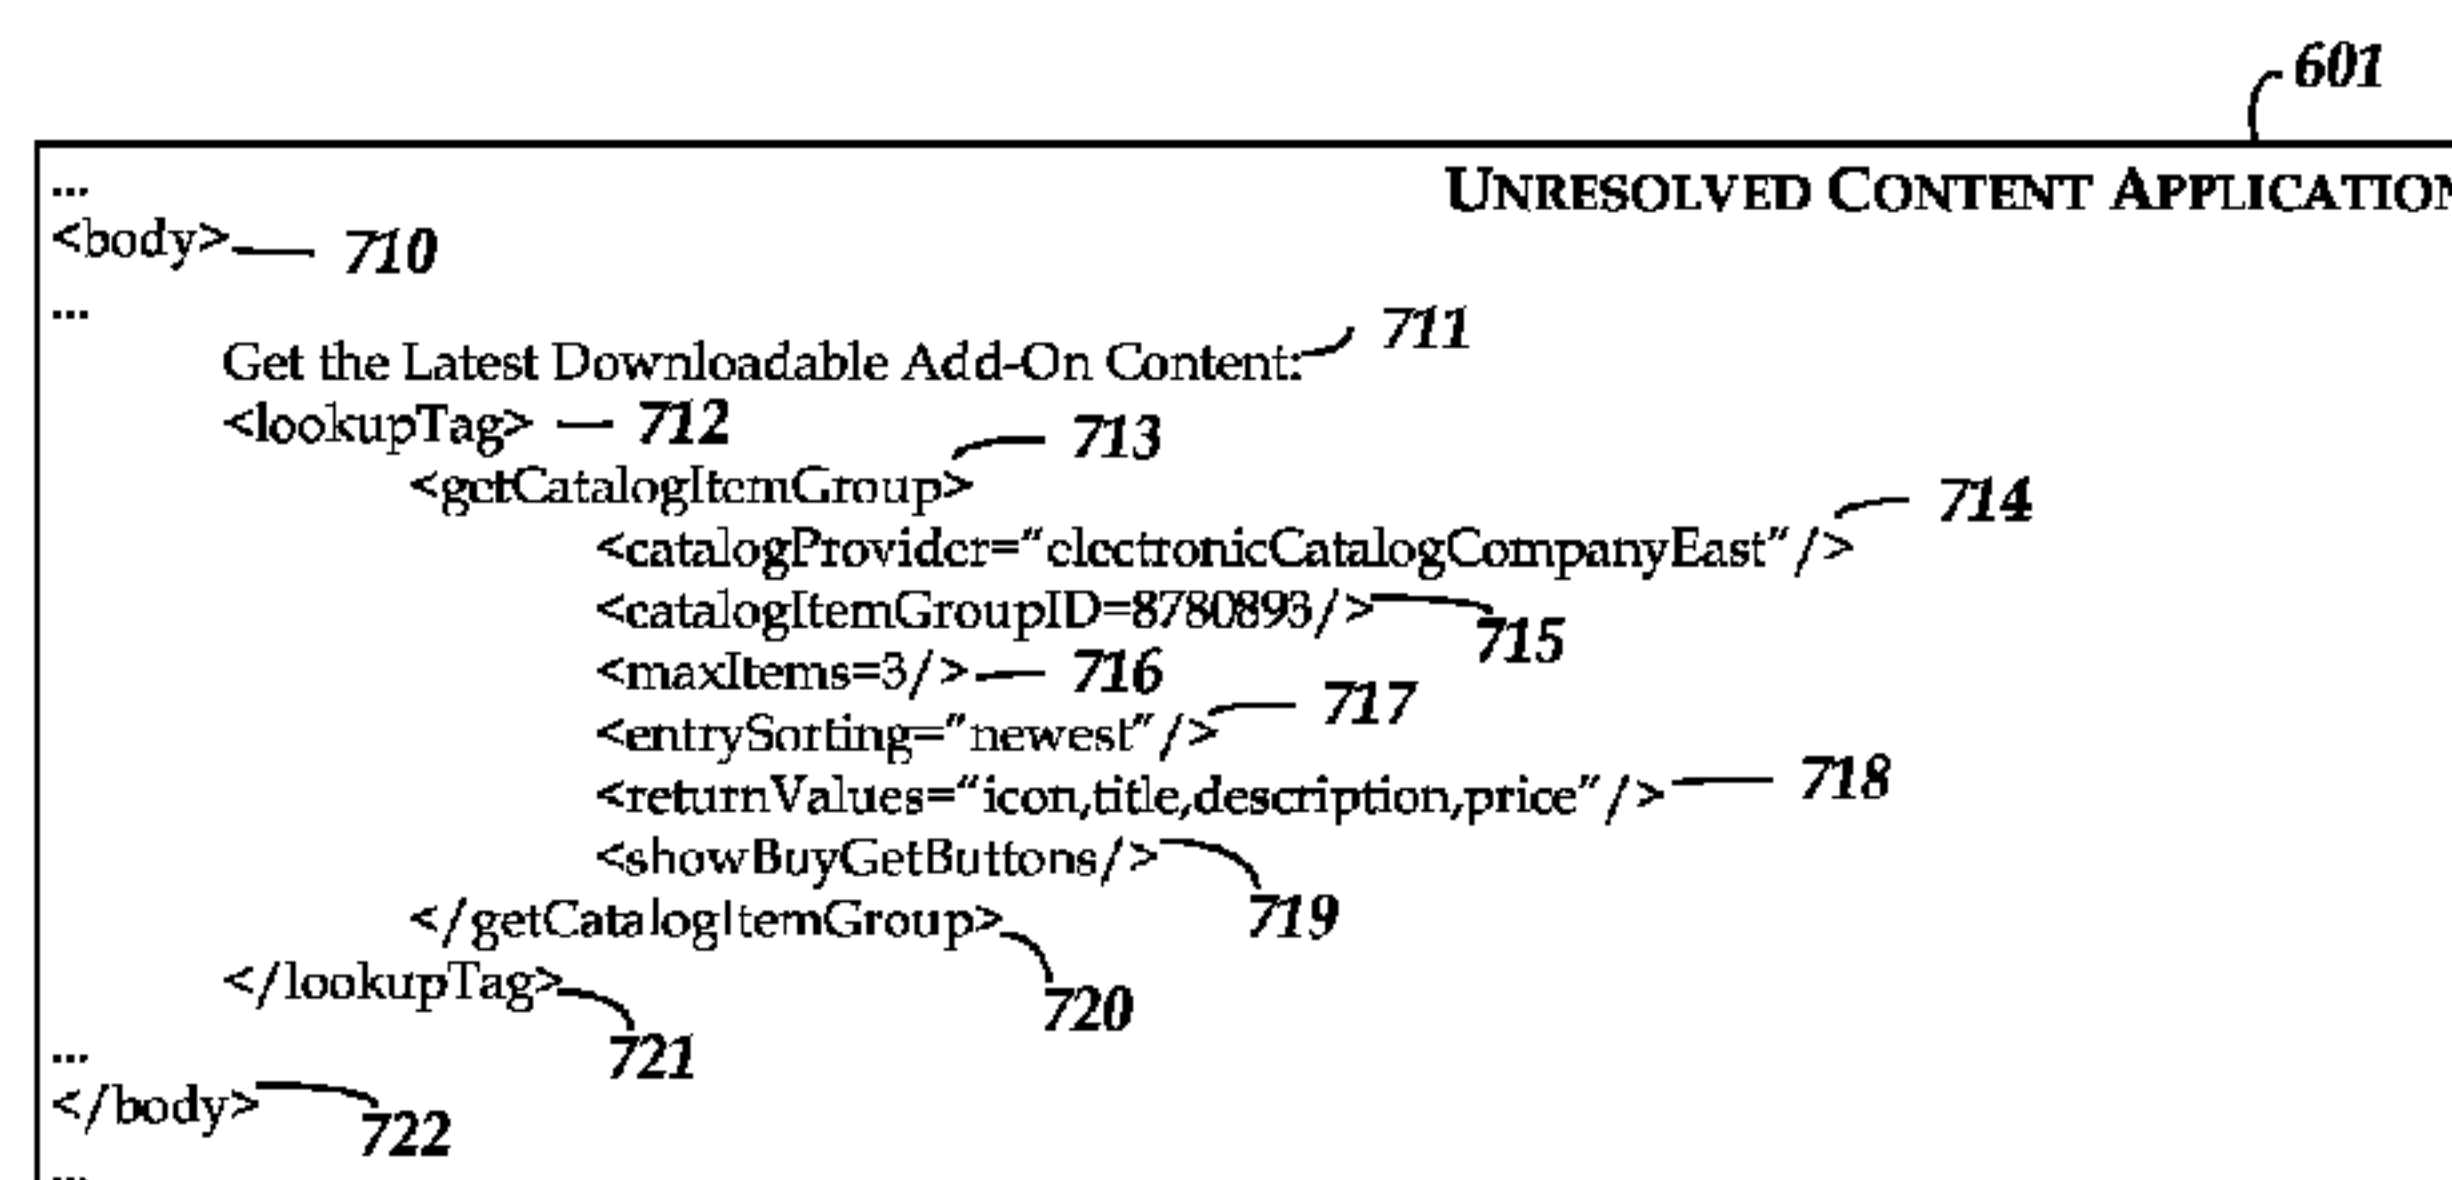 601
...
UNRESOLVED CONTENT APPLICATION
<body> 710
...
Get the Latest Downloadable Add-On Content: 711
<lookupTag> 712
<getCatalogItemGroup> 713
<catalogProvider="electronicCatalogCompanyEast"/> 714
<catalogItemGroupID=8780893/> 715
<maxItems=3/> 716
<entrySorting="newest"/> 717
<returnValues="icon,title,description,price"/> 718
<showBuyGetButtons/> 719
</getCatalogItemGroup> 720
</lookupTag> 721
...
</body> 722
...